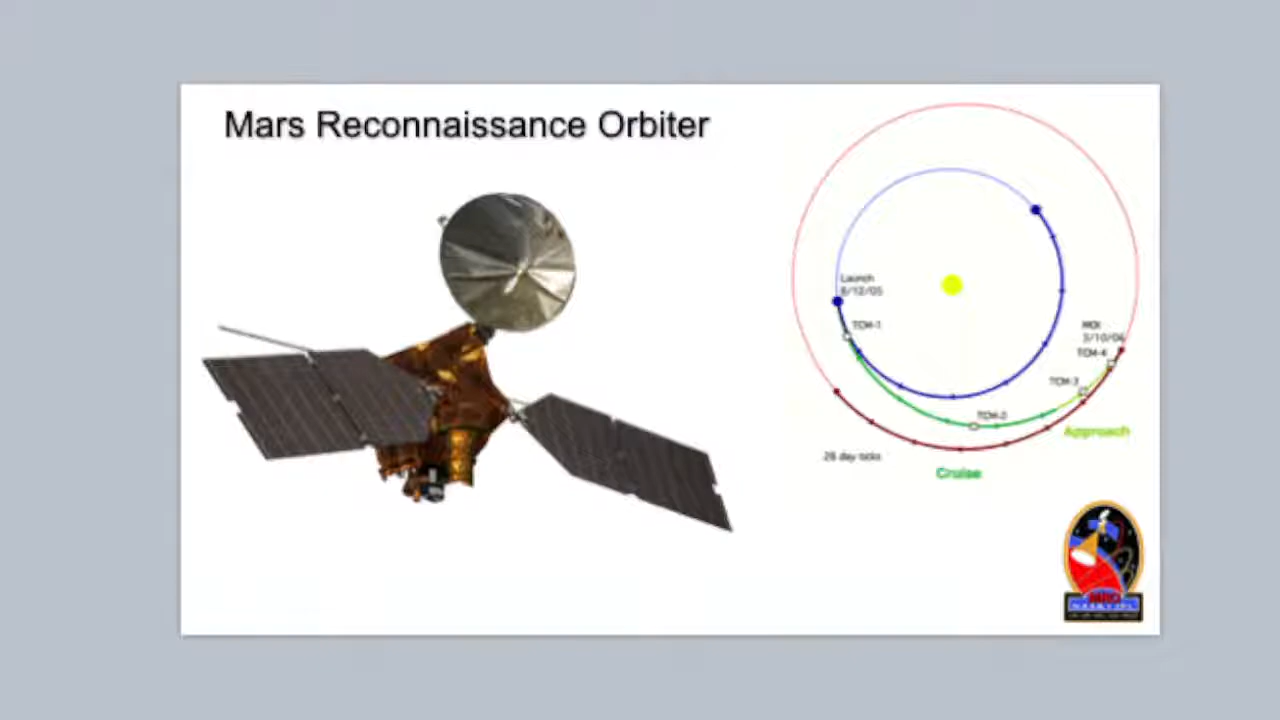 Mars Reconnaissance Orbiter
Launch
8/12/05
TCM-1
MOI
3/10/06
TCM-4
TCM-3
TCM-2
Approach
28 day ticks
Cruise
MRO